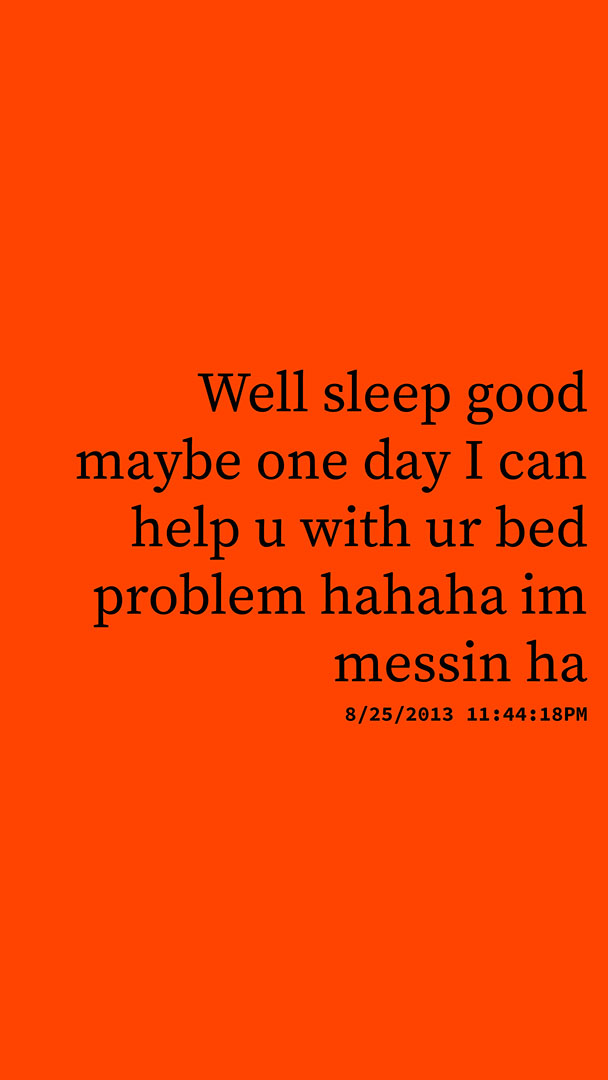 Well sleep good
maybe one day I can
help u with ur bed
problem hahaha im
messin ha
8/25/2013 11:44:18PM